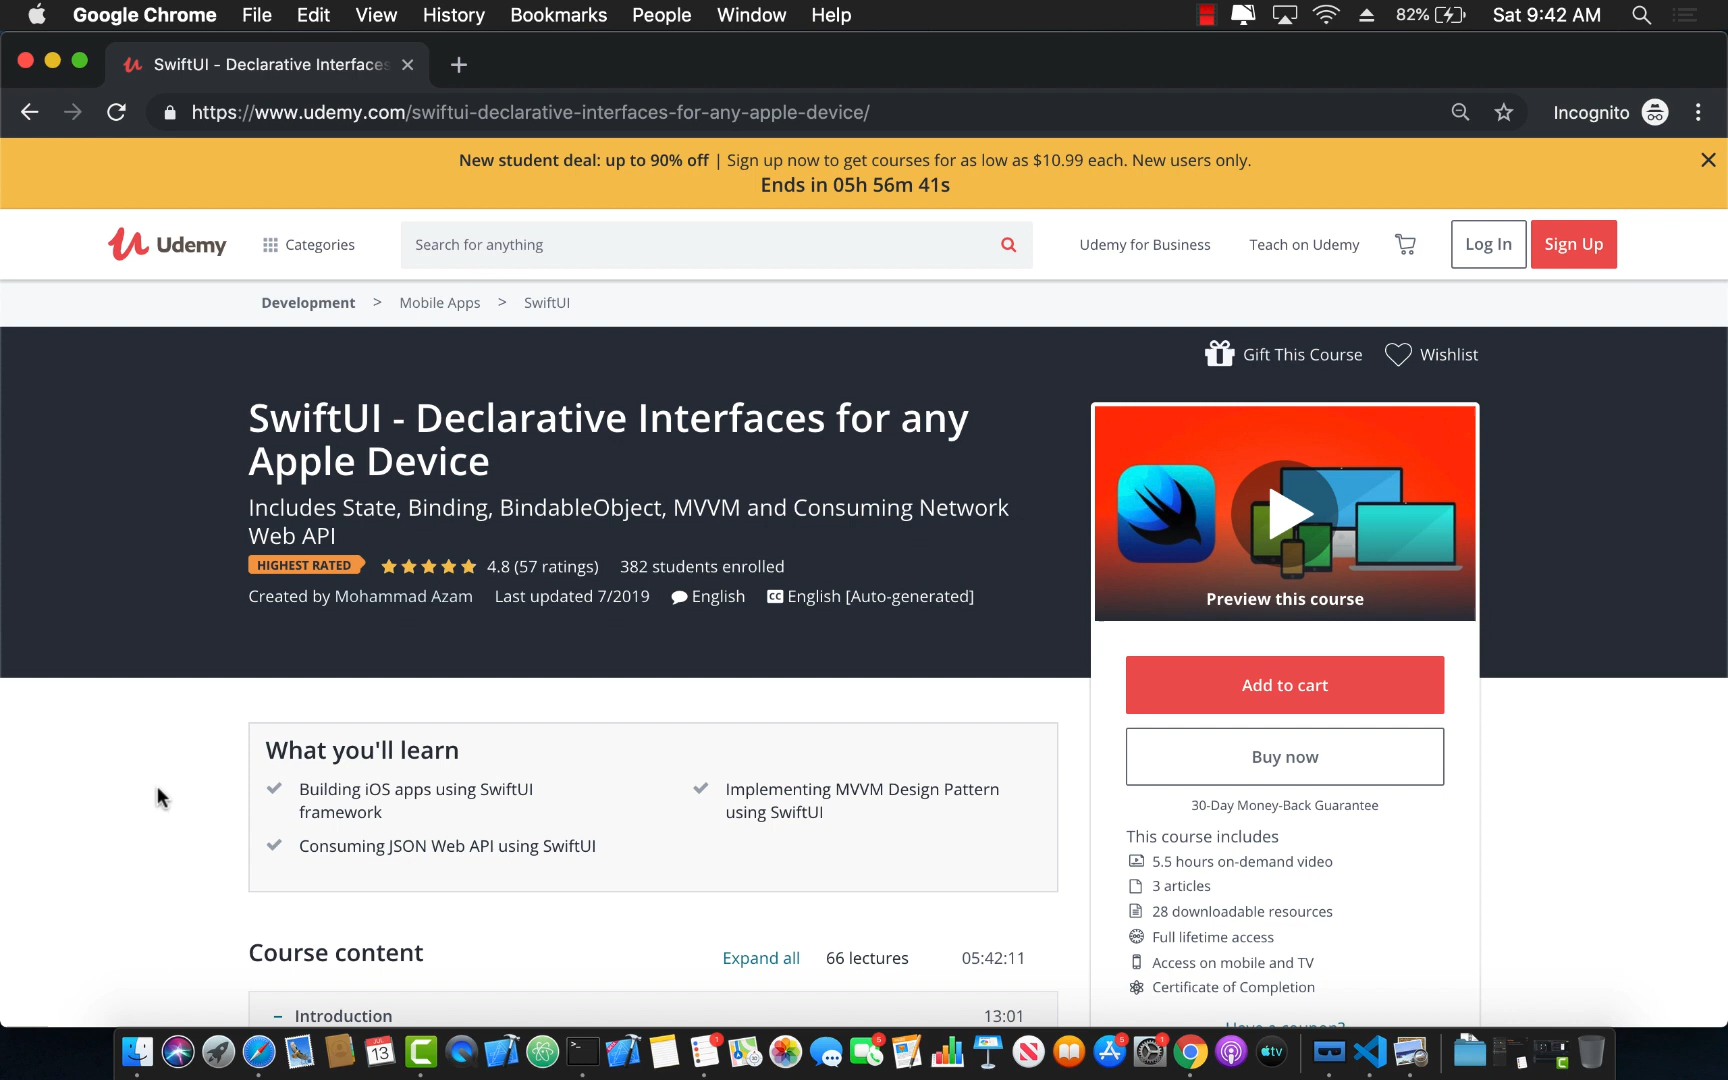 Google Chrome File Edit View History Bookmarks People Window Help 82% Sat 9:42 AM
SwiftUI - Declarative Interfaces
https://www.udemy.com/swiftui-declarative-interfaces-for-any-apple-device/ Incognito
New student deal: up to 90% off | Sign up now to get courses for as low as $10.99 each. New users only.
Ends in 05h 56m 41s
Udemy Categories Search for anything Udemy for Business Teach on Udemy Log In Sign Up
Development > Mobile Apps > SwiftUI
Gift This Course Wishlist
SwiftUI - Declarative Interfaces for any
Apple Device
Includes State, Binding, BindableObject, MVVM and Consuming Network
Web API
HIGHEST RATED 4.8 (57 ratings) 382 students enrolled
Created by Mohammad Azam Last updated 7/2019 English CC English [Auto-generated]
Preview this course
Add to cart
Buy now
30-Day Money-Back Guarantee
This course includes
5.5 hours on-demand video
3 articles
28 downloadable resources
Full lifetime access
Access on mobile and TV
Certificate of Completion
What you'll learn
Building iOS apps using SwiftUI
framework
Consuming JSON Web API using SwiftUI
Implementing MVVM Design Pattern
using SwiftUI
Course content Expand all 66 lectures 05:42:11
Introduction 13:01
Have a coupon?
JUL
13
tv